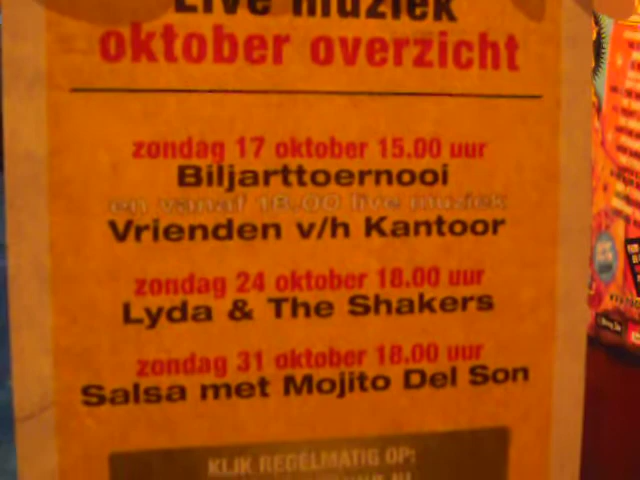 Live muziek
oktober overzicht
zondag 17 oktober 15.00 uur
Biljarttoernooi
en vanaf 18.00 live muziek
Vrienden v/h Kantoor
zondag 24 oktober 18.00 uur
Lyda & The Shakers
zondag 31 oktober 18.00 uur
Salsa met Mojito Del Son
KLIK REGELMATIG OP: